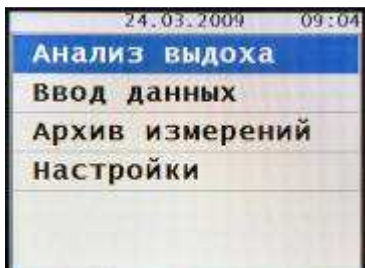 24.03.2009 09:04
Анализ выдоха
Ввод данных
Архив измерений
Настройки